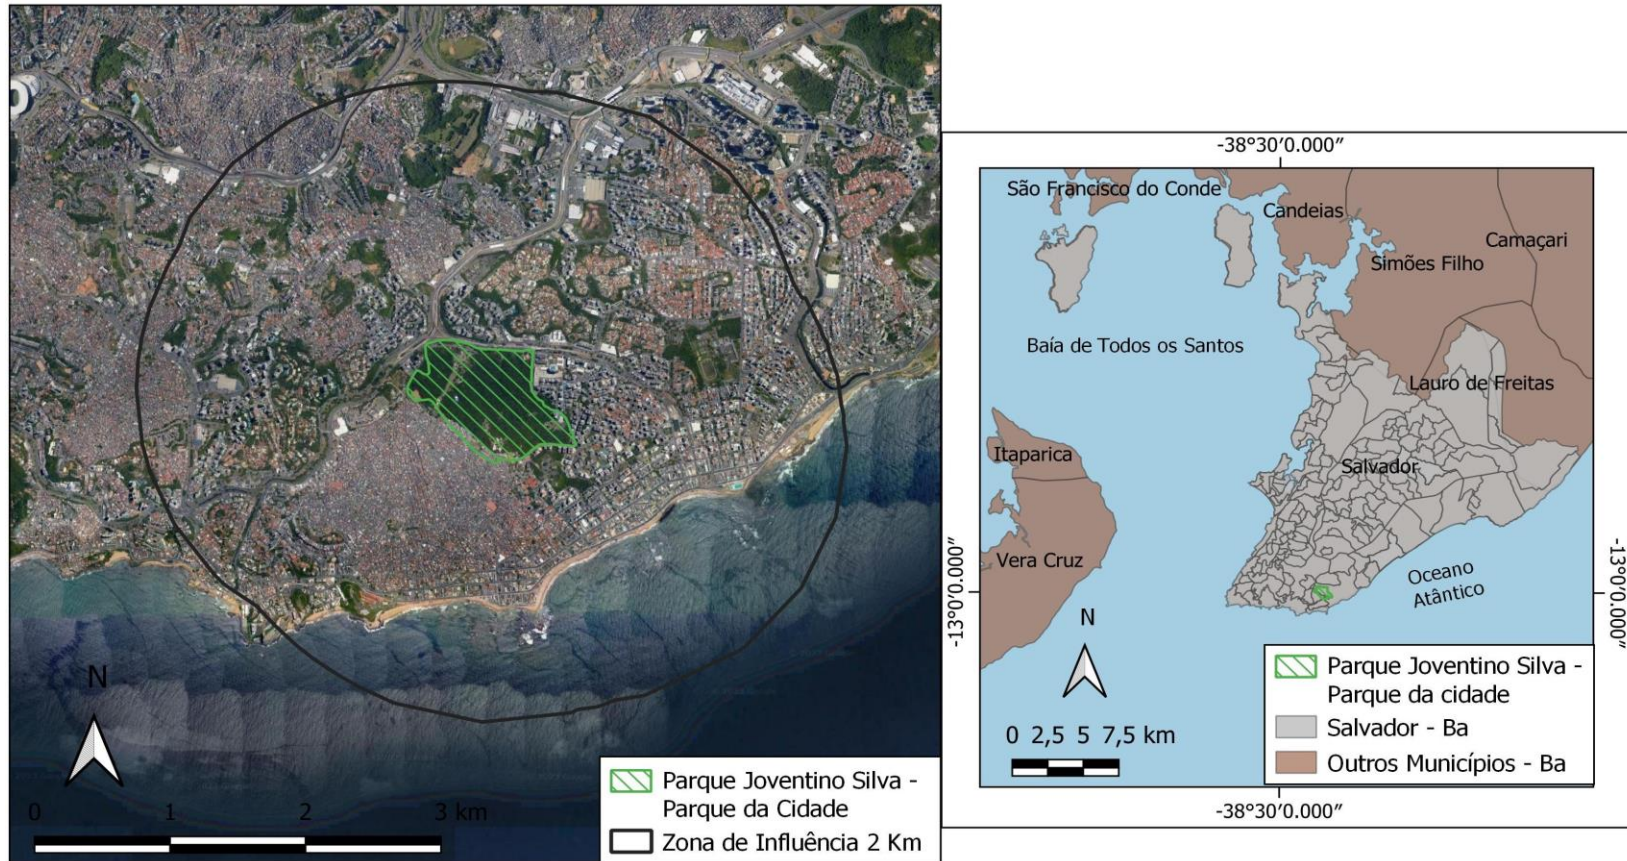 N
0 1 2 3 km
Parque Joventino Silva -
Parque da Cidade
Zona de Influência 2 Km
-38°30'0.000"
São Francisco do Conde
Candeias
Camaçari
Simões Filho
Baía de Todos os Santos
Lauro de Freitas
Itaparica
Salvador
Vera Cruz
Oceano
Atântico
-13°0'0.000"
-13°0'0.000"
N
0 2,5 5 7,5 km
Parque Joventino Silva -
Parque da cidade
Salvador - Ba
Outros Municípios - Ba
-38°30'0.000"